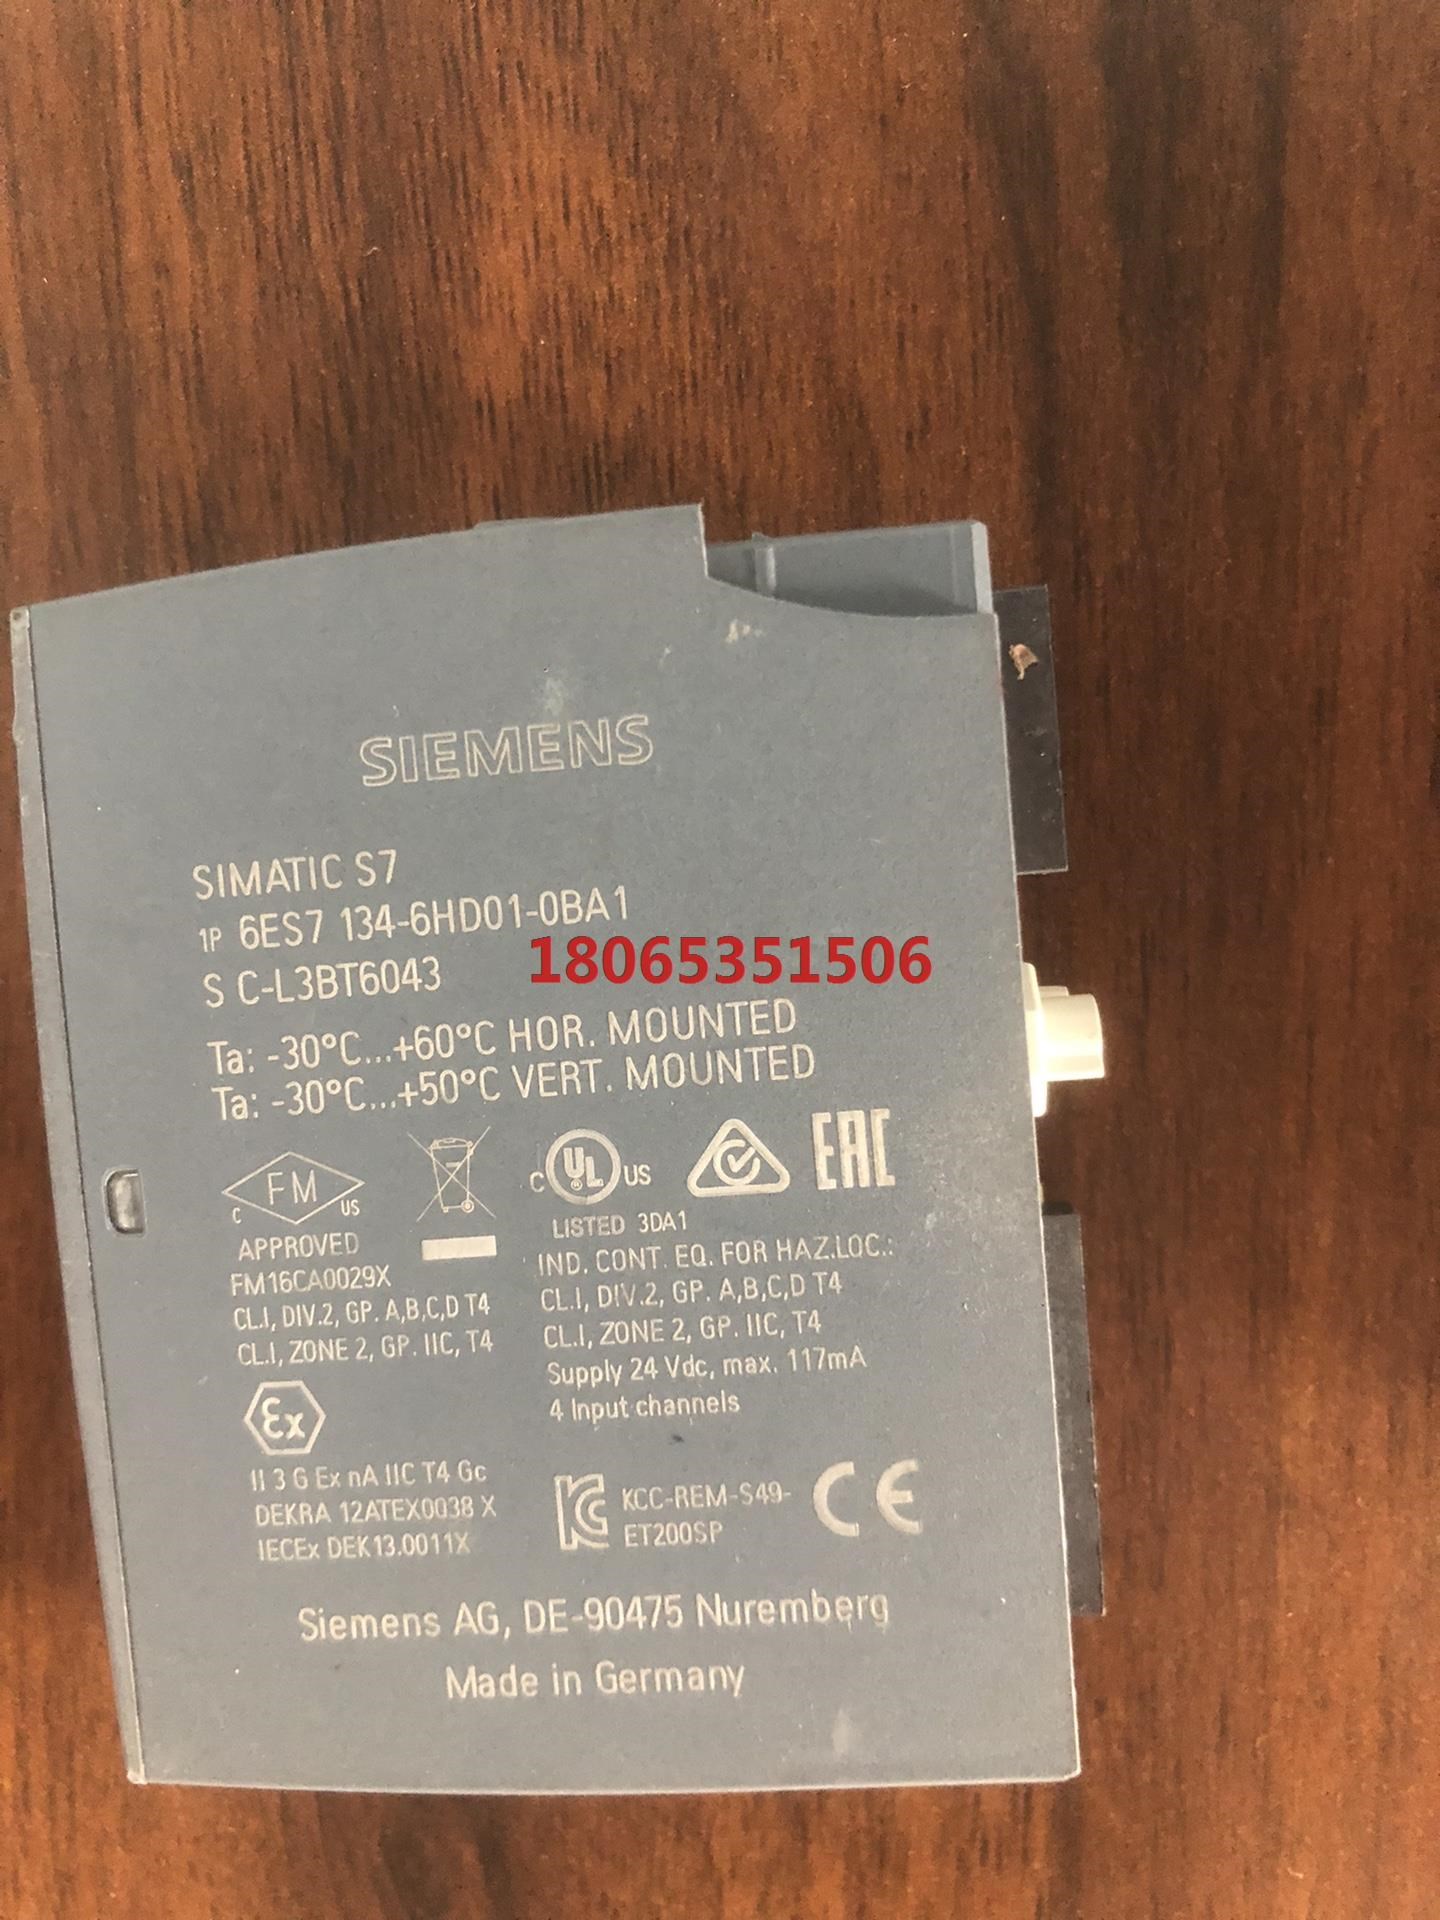 SIEMENS
SIMATIC S7
1P 6ES7 134-6HD01-0BA1
18065351506
S C-L3BT6043
Ta: -30°C...+60°C HOR. MOUNTED
Ta: -30°C...+50°C VERT. MOUNTED
C FM US
APPROVED
FM16CA0029X
CL.I, DIV.2, GP. A,B,C,D T4
CL.I, ZONE 2, GP. IIC, T4
C UL US
LISTED 3DA1
IND. CONT. EQ. FOR HAZ.LOC.:
CL.I, DIV.2, GP. A,B,C,D T4
CL.I, ZONE 2, GP. IIC, T4
Supply 24 Vdc, max. 117mA
4 Input channels
EAC
Ex
II 3 G Ex nA IIC T4 Gc
DEKRA 12ATEX0038 X
IECEx DEK13.0011X
KCC-REM-S49-
ET200SP
CE
Siemens AG, DE-90475 Nuremberg
Made in Germany